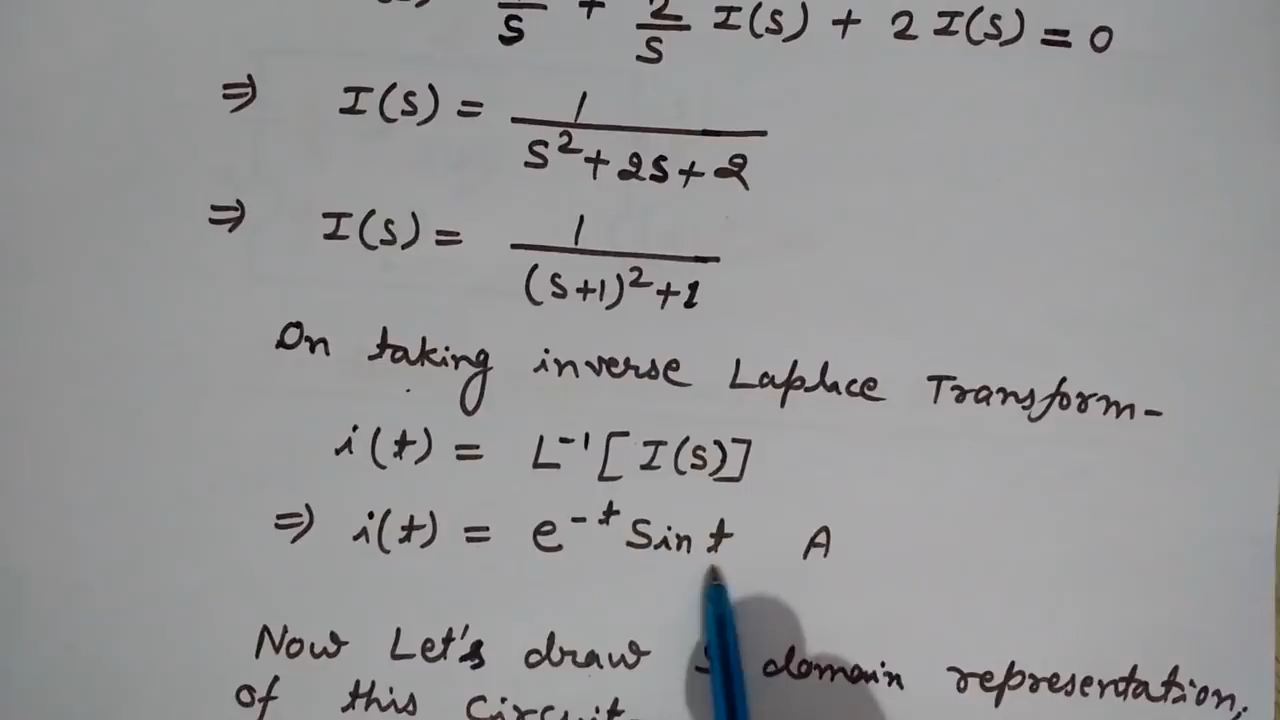 /S + 2/S I(S) + 2 I(S) = 0
⇒ I(S) = 1/(S²+2S+2)
⇒ I(S) = 1/((S+1)²+1)
On taking inverse Laplace Transform-
i(t) = L⁻¹[I(S)]
⇒ i(t) = e⁻ᵗ Sin t A
Now Let's draw S domain representation,
of this Circuit-